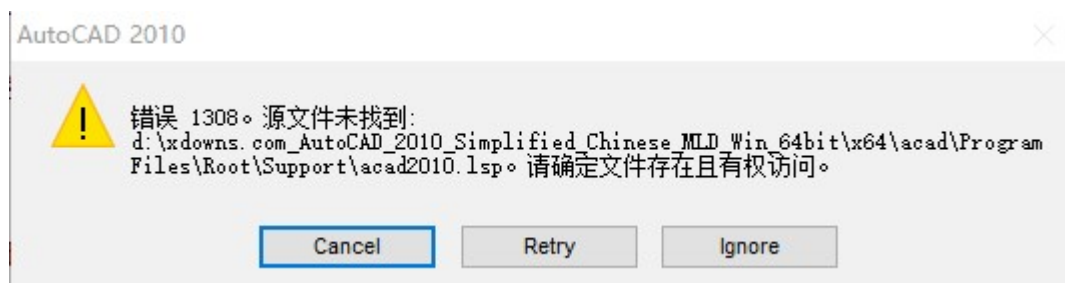 AutoCAD 2010
错误 1308。源文件未找到:
d:\xdowns.com_AutoCAD_2010_Simplified_Chinese_MLD_Win_64bit\x64\acad\Program
Files\Root\Support\acad2010.lsp。请确定文件存在且有权访问。
Cancel
Retry
Ignore